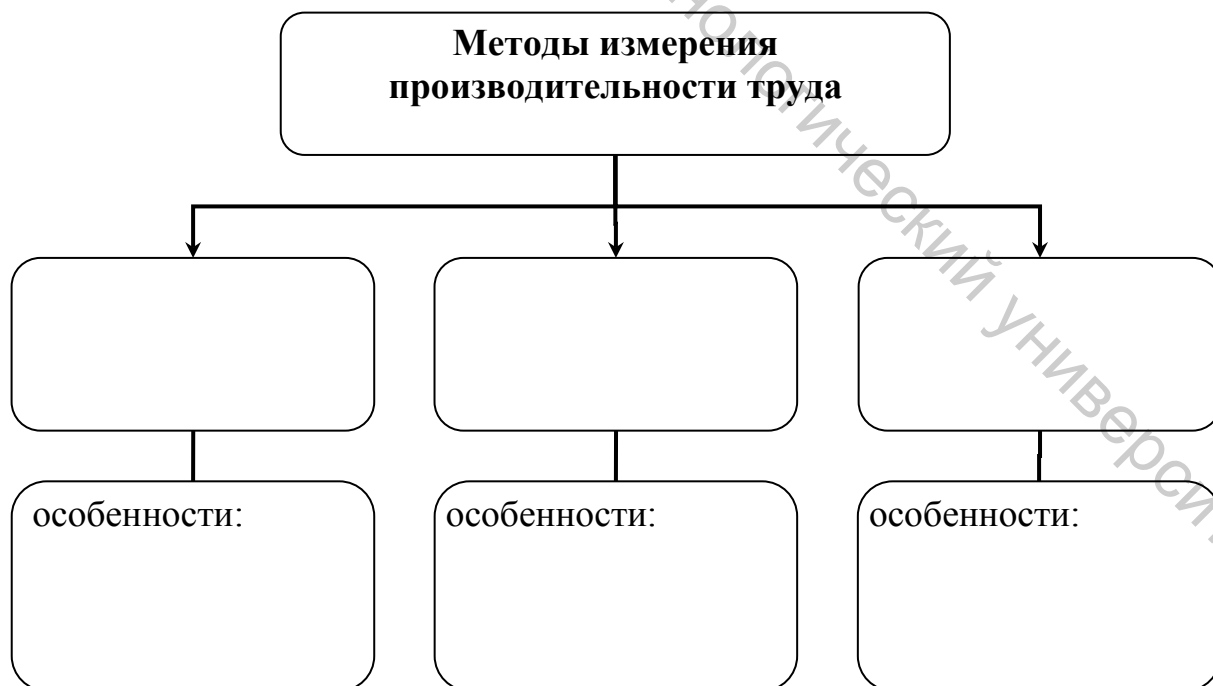 Методы измерения
производительности труда
особенности:
особенности:
особенности: